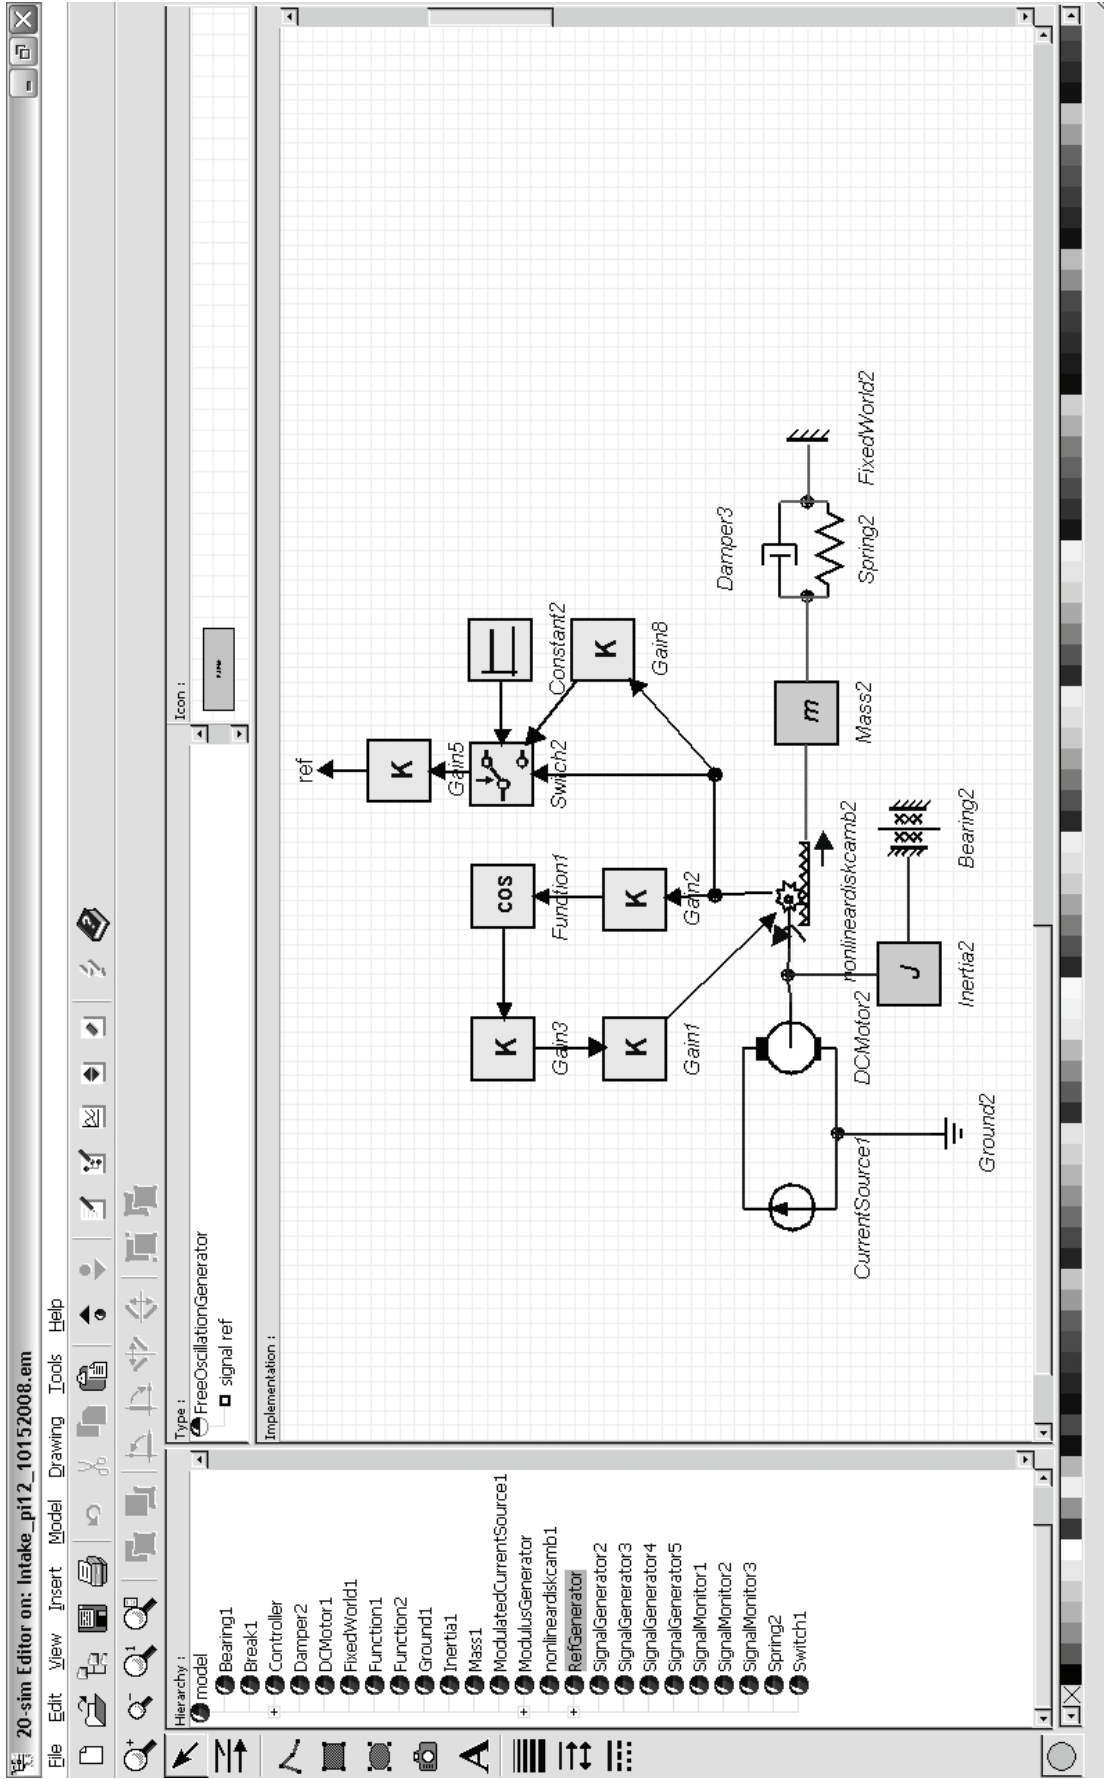 20-sim Editor on: Intake_pi12_10152008.em
File Edit View Insert Model Drawing Tools Help
Hierarchy :
model
Bearing1
Break1
Controller
Damper2
DCMotor1
FixedWorld1
Function1
Function2
Ground1
Inertia1
Mass1
ModulatedCurrentSource1
ModulusGenerator
nonlineardiskcamb1
RefGenerator
SignalGenerator2
SignalGenerator3
SignalGenerator4
SignalGenerator5
SignalMonitor1
SignalMonitor2
SignalMonitor3
Spring2
Switch1
Type :
FreeOscillationGenerator
signal ref
Icon :
Implementation :
ref
K
Gain5
Switch2
Constant2
K
Gain8
cos
Function1
K
Gain2
K
Gain3
K
Gain1
CurrentSource1
Ground2
DCMotor2
nonlineardiskcamb2
J
Inertia2
Bearing2
m
Mass2
Damper3
Spring2
FixedWorld2